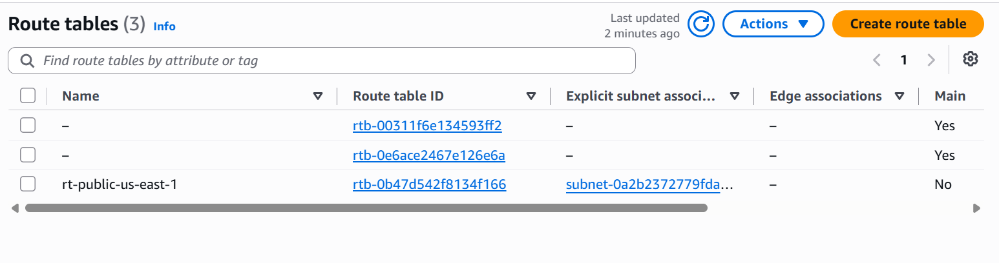 Route tables (3) Info
Last updated
2 minutes ago
Actions
Create route table
Find route tables by attribute or tag
1
Name Route table ID Explicit subnet associ... Edge associations Main
– rtb-00311f6e134593ff2 – – Yes
– rtb-0e6ace2467e126e6a – – Yes
rt-public-us-east-1 rtb-0b47d542f8134f166 subnet-0a2b2372779fda... – No